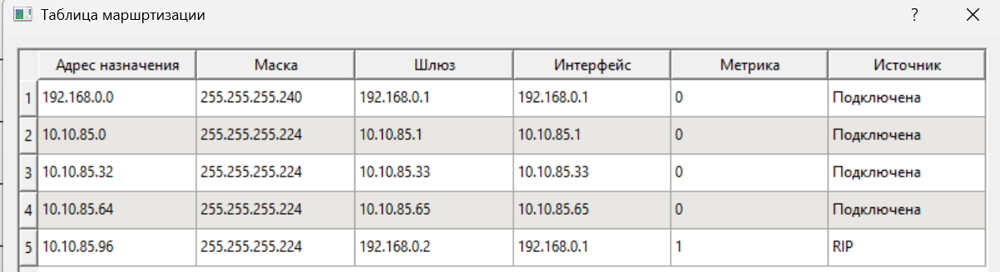 Таблица маршртизации ?
Адрес назначения Маска Шлюз Интерфейс Метрика Источник
1 192.168.0.0 255.255.255.240 192.168.0.1 192.168.0.1 0 Подключена
2 10.10.85.0 255.255.255.224 10.10.85.1 10.10.85.1 0 Подключена
3 10.10.85.32 255.255.255.224 10.10.85.33 10.10.85.33 0 Подключена
4 10.10.85.64 255.255.255.224 10.10.85.65 10.10.85.65 0 Подключена
5 10.10.85.96 255.255.255.224 192.168.0.2 192.168.0.1 1 RIP